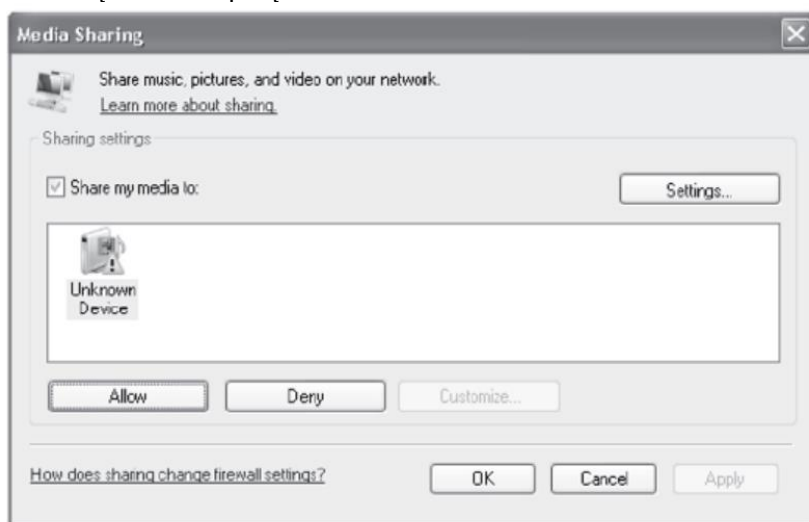 Media Sharing
Share music, pictures, and video on your network.
Learn more about sharing.
Sharing settings
Share my media to:
Settings...
Unknown
Device
Allow
Deny
Customize...
How does sharing change firewall settings?
OK
Cancel
Apply